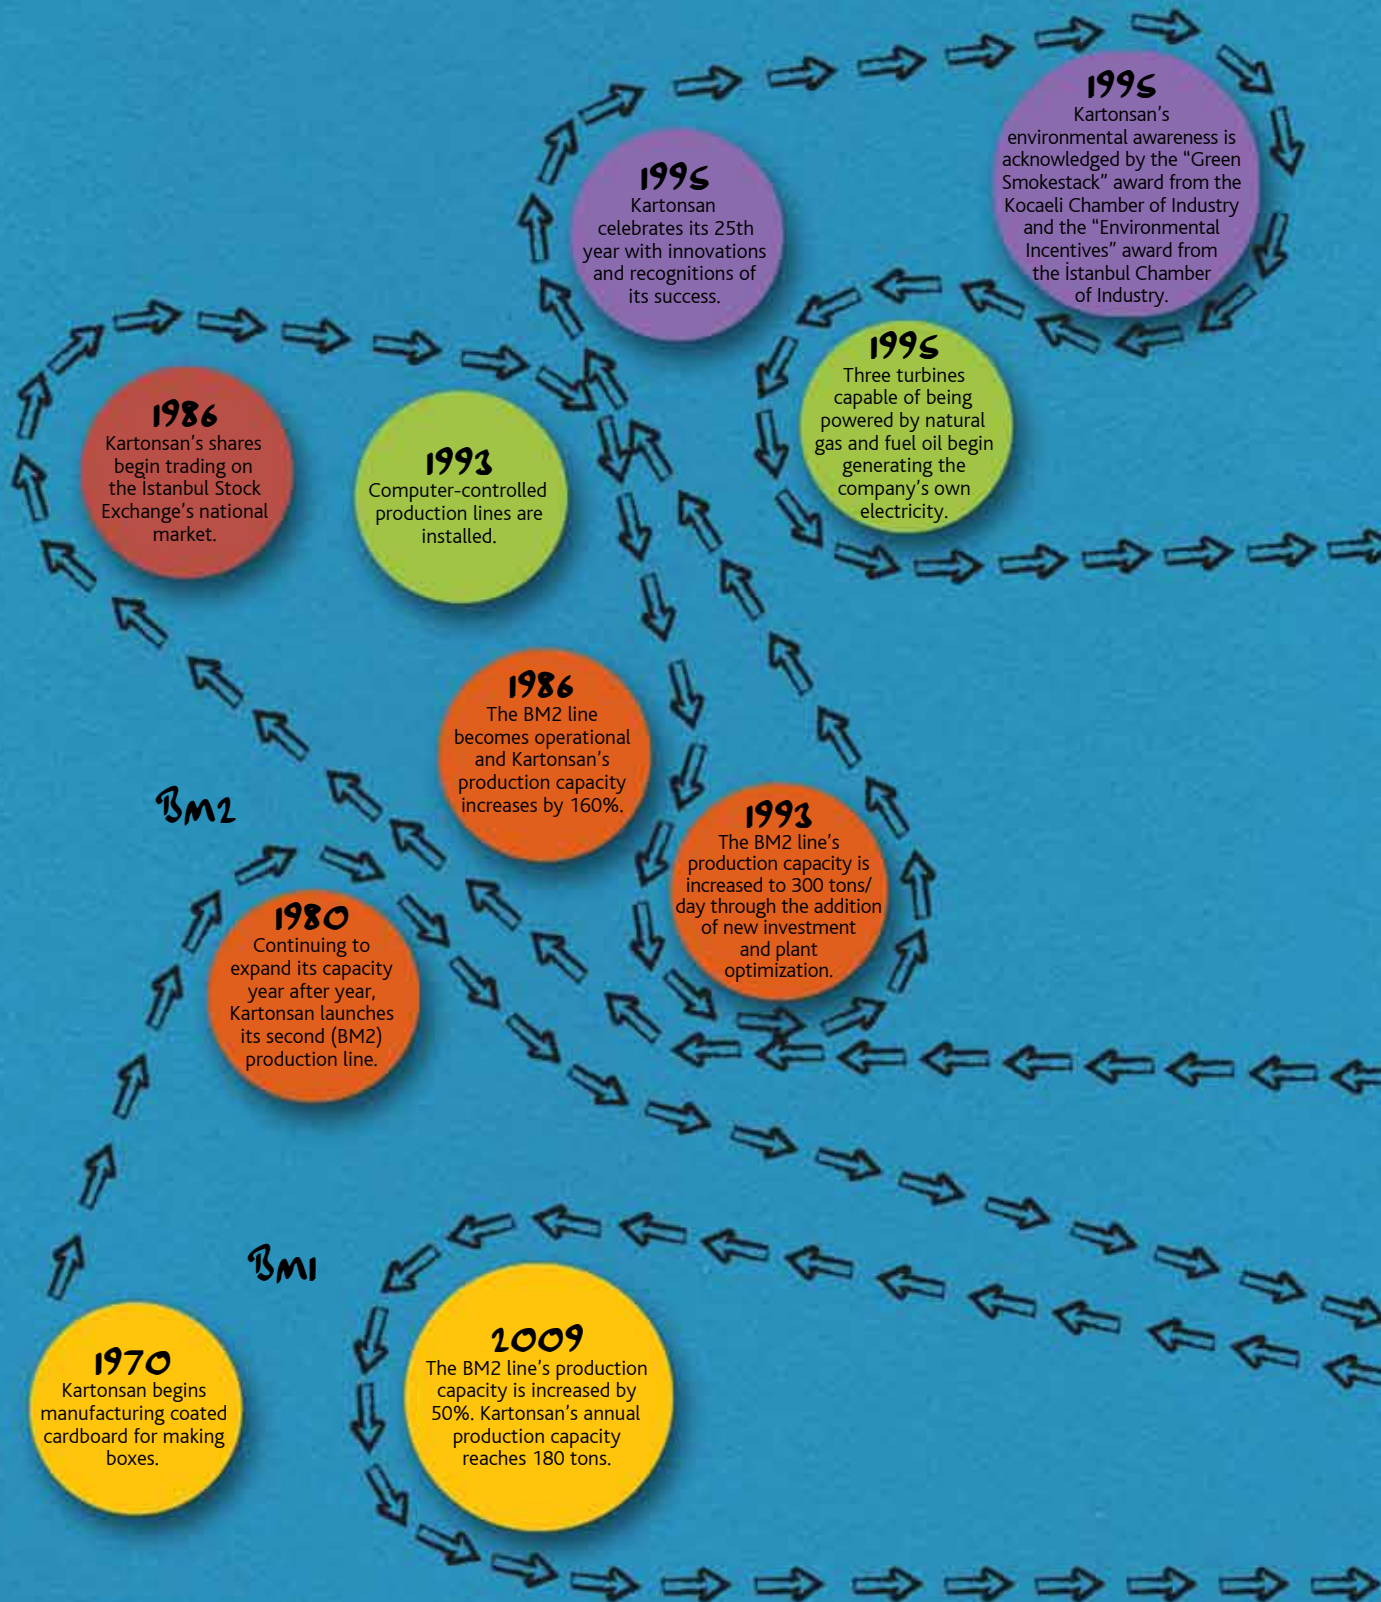 1995
Kartonsan's
environmental awareness is
acknowledged by the “Green
Smokestack” award from the
Kocaeli Chamber of Industry
and the “Environmental
Incentives” award from
the İstanbul Chamber
of Industry.
1995
Kartonsan
celebrates its 25th
year with innovations
and recognitions of
its success.
1995
Three turbines
capable of being
powered by natural
gas and fuel oil begin
generating the
company's own
electricity.
1986
Kartonsan's shares
begin trading on
the İstanbul Stock
Exchange's national
market.
1993
Computer-controlled
production lines are
installed.
1986
The BM2 line
becomes operational
and Kartonsan's
production capacity
increases by 160%.
BM2
1993
The BM2 line's
production capacity is
increased to 300 tons/
day through the addition
of new investment
and plant
optimization.
1980
Continuing to
expand its capacity
year after year,
Kartonsan launches
its second (BM2)
production line.
BM1
1970
Kartonsan begins
manufacturing coated
cardboard for making
boxes.
2009
The BM2 line's production
capacity is increased by
50%. Kartonsan's annual
production capacity
reaches 180 tons.